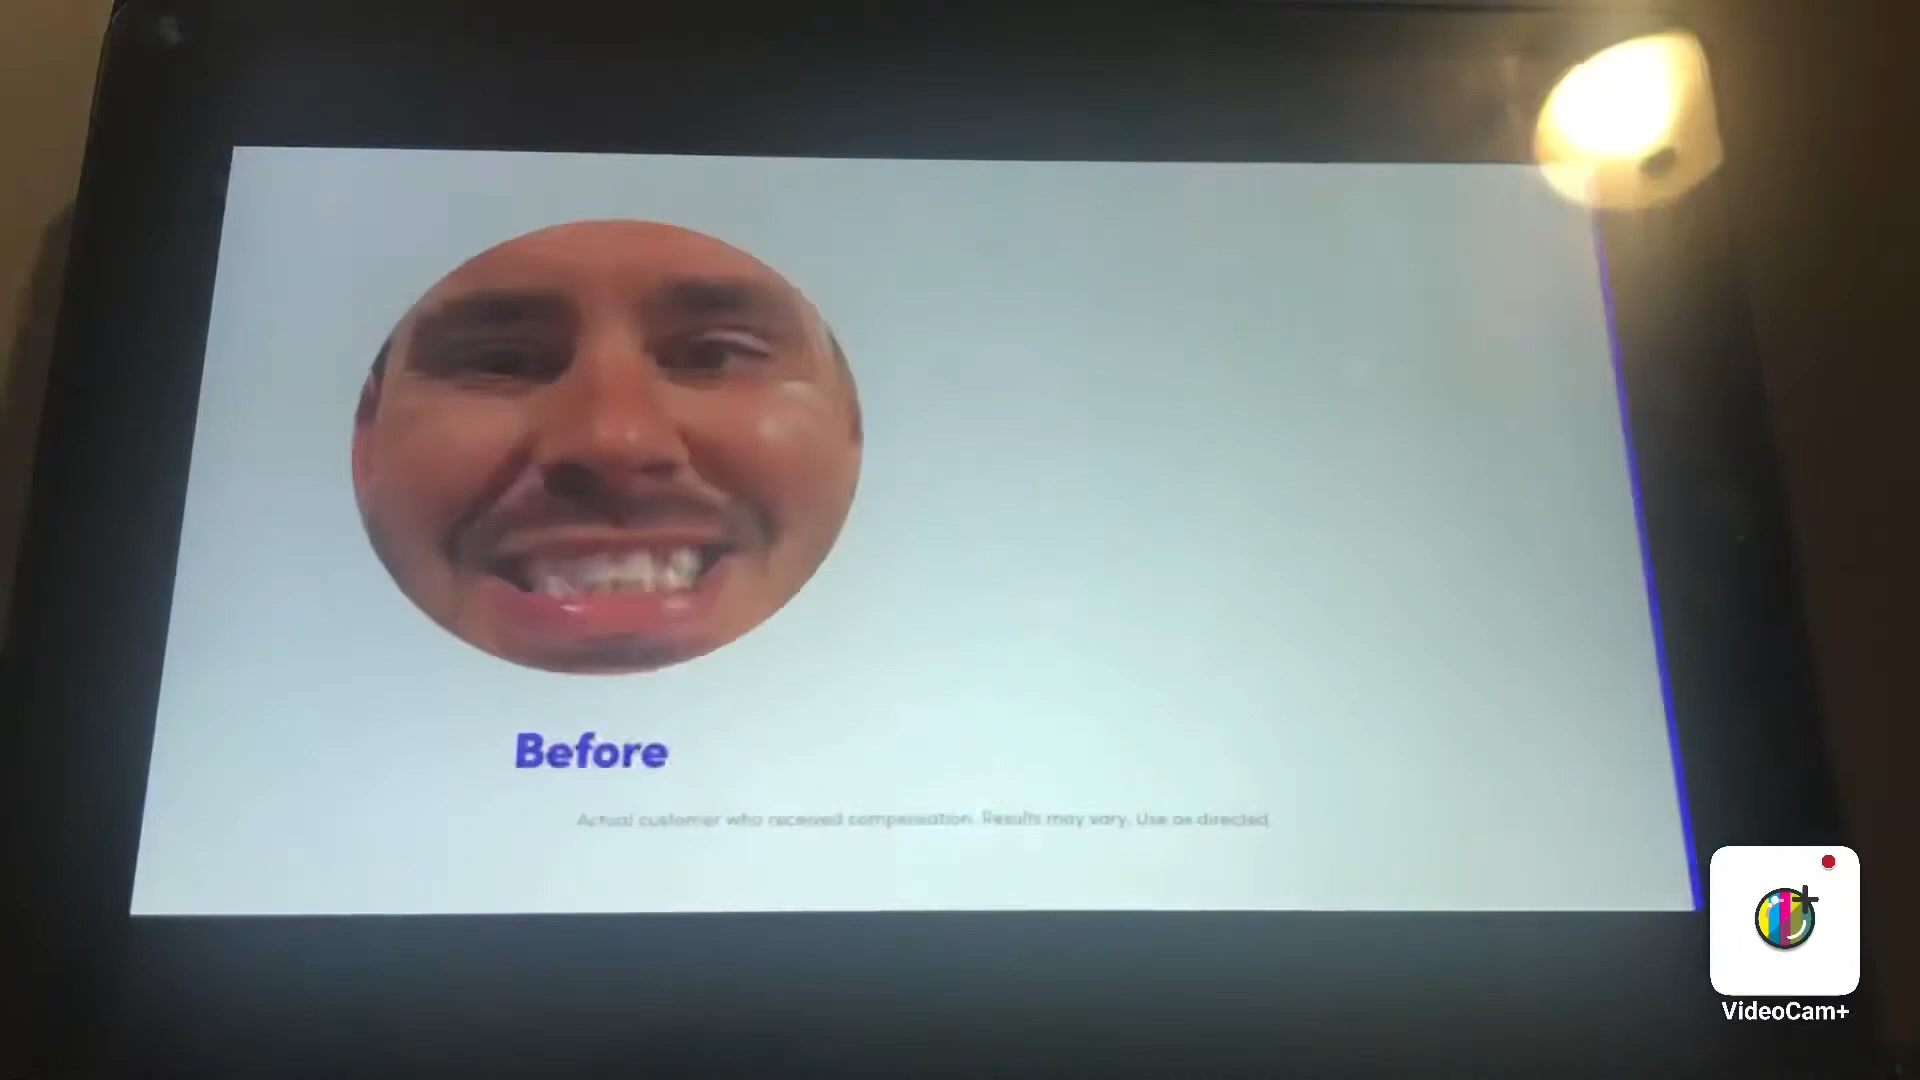 Before
Actual customer who received compensation. Results may vary. Use as directed.
VideoCam+